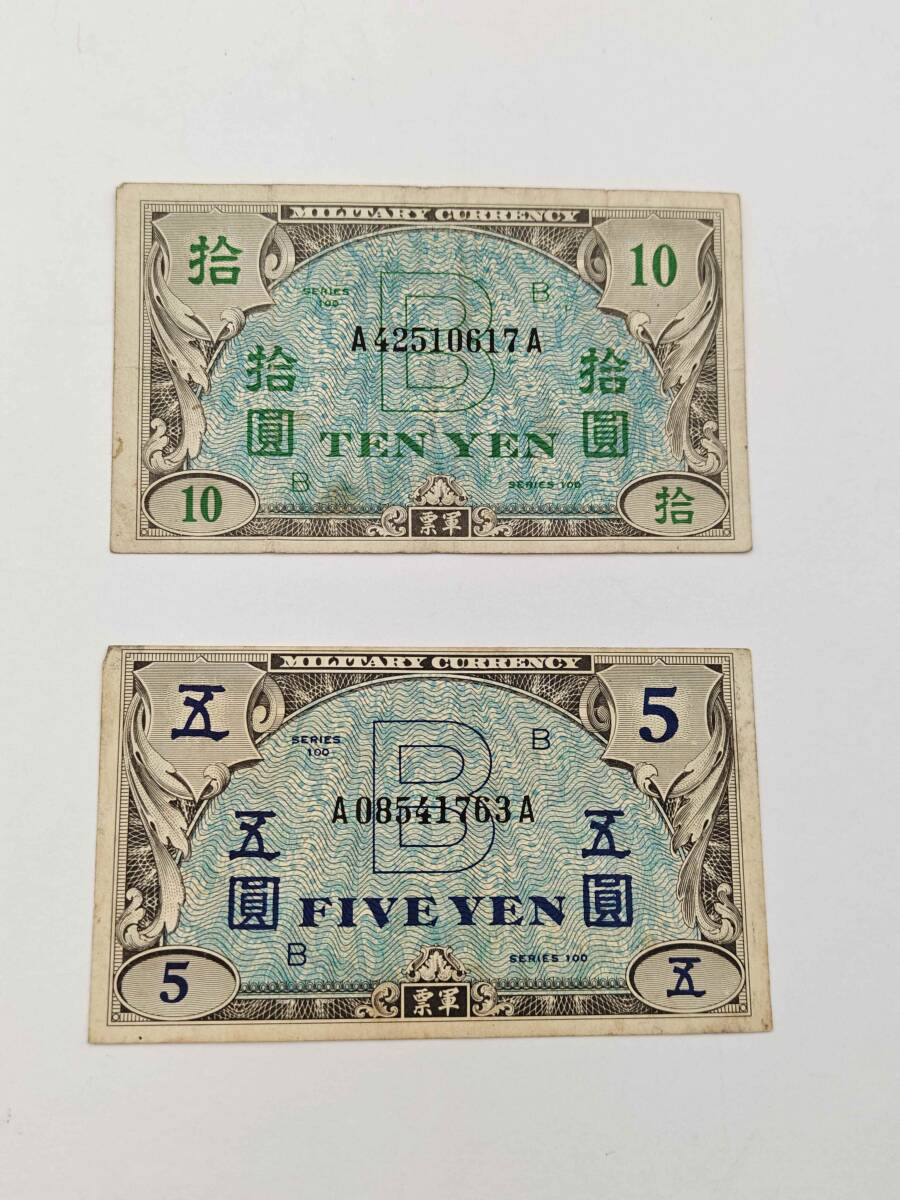 MILITARY CURRENCY
拾
10
SERIES
100
B
B
A42510617A
拾
圓
拾
圓
TEN YEN
B
SERIES 100
10
票軍
拾
MILITARY CURRENCY
五
5
SERIES
100
B
B
A08541763A
五
圓
五
圓
FIVE YEN
B
SERIES 100
5
票軍
五